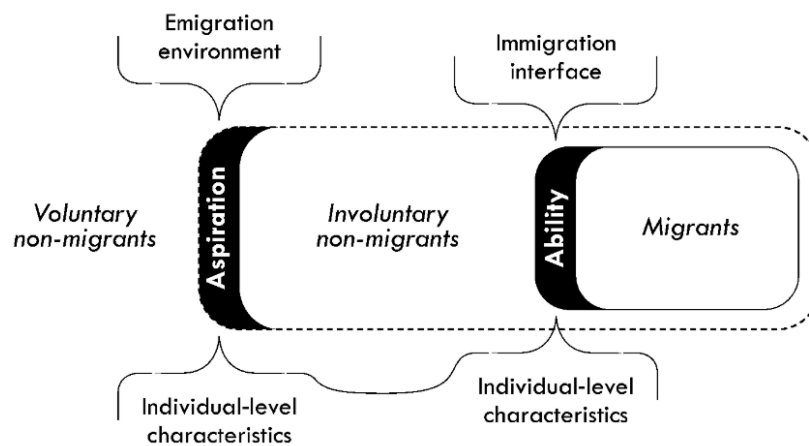 Emigration
environment
Immigration
interface
Voluntary
non-migrants
Aspiration
Involuntary
non-migrants
Ability
Migrants
Individual-level
characteristics
Individual-level
characteristics